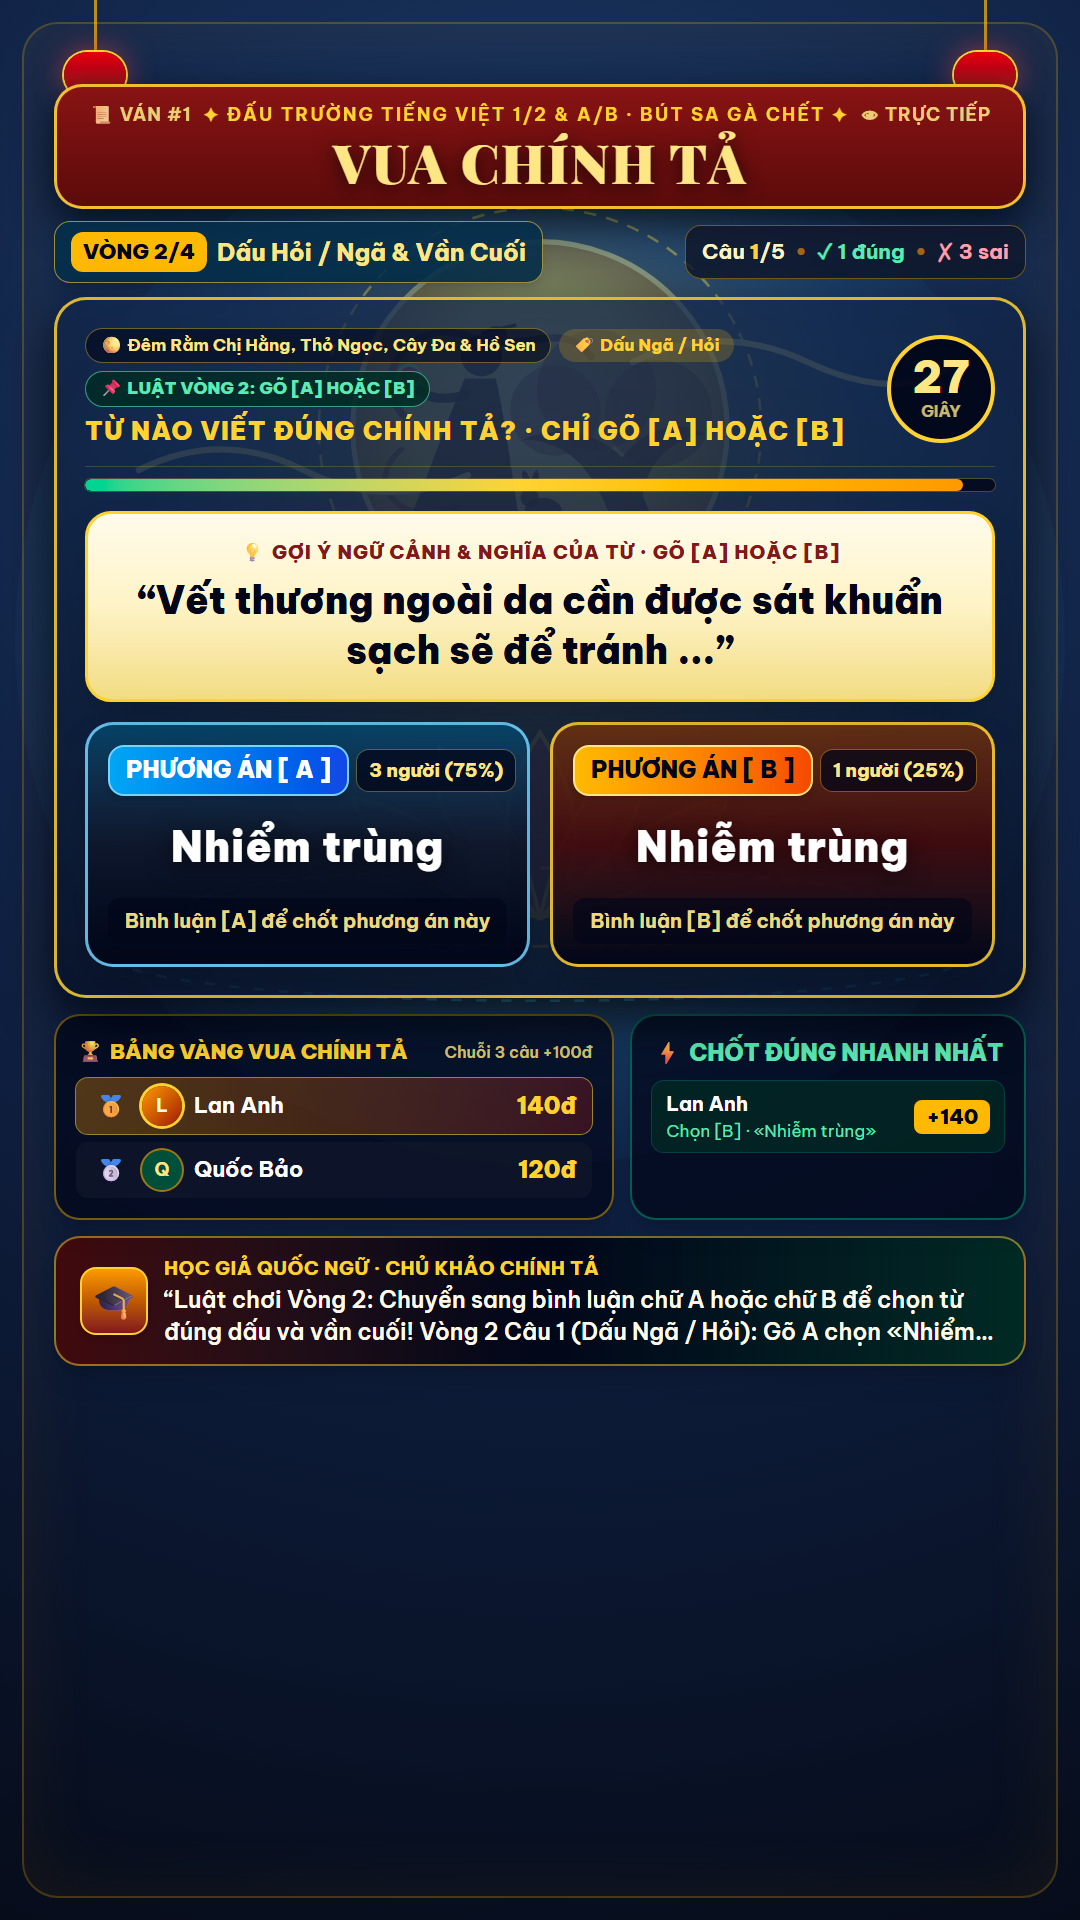 VÁN #1 ✦ ĐẤU TRƯỜNG TIẾNG VIỆT 1/2 & A/B · BÚT SA GÀ CHẾT ✦ TRỰC TIẾP
VUA CHÍNH TẢ
VÒNG 2/4 Dấu Hỏi / Ngã & Vần Cuối
Câu 1/5 • ✓ 1 đúng • ✗ 3 sai
Đêm Rằm Chị Hằng, Thỏ Ngọc, Cây Đa & Hồ Sen
Dấu Ngã / Hỏi
LUẬT VÒNG 2: GÕ [A] HOẶC [B]
TỪ NÀO VIẾT ĐÚNG CHÍNH TẢ? · CHỈ GÕ [A] HOẶC [B]
27
GIÂY
GỢI Ý NGỮ CẢNH & NGHĨA CỦA TỪ · GÕ [A] HOẶC [B]
“Vết thương ngoài da cần được sát khuẩn
sạch sẽ để tránh ...”
PHƯƠNG ÁN [ A ] 3 người (75%)
Nhiểm trùng
Bình luận [A] để chốt phương án này
PHƯƠNG ÁN [ B ] 1 người (25%)
Nhiễm trùng
Bình luận [B] để chốt phương án này
BẢNG VÀNG VUA CHÍNH TẢ Chuỗi 3 câu +100đ
1 L Lan Anh 140đ
2 Q Quốc Bảo 120đ
CHỐT ĐÚNG NHANH NHẤT
Lan Anh
Chọn [B] · «Nhiễm trùng»
+140
HỌC GIẢ QUỐC NGỮ · CHỦ KHẢO CHÍNH TẢ
“Luật chơi Vòng 2: Chuyển sang bình luận chữ A hoặc chữ B để chọn từ
đúng dấu và vần cuối! Vòng 2 Câu 1 (Dấu Ngã / Hỏi): Gõ A chọn «Nhiểm...